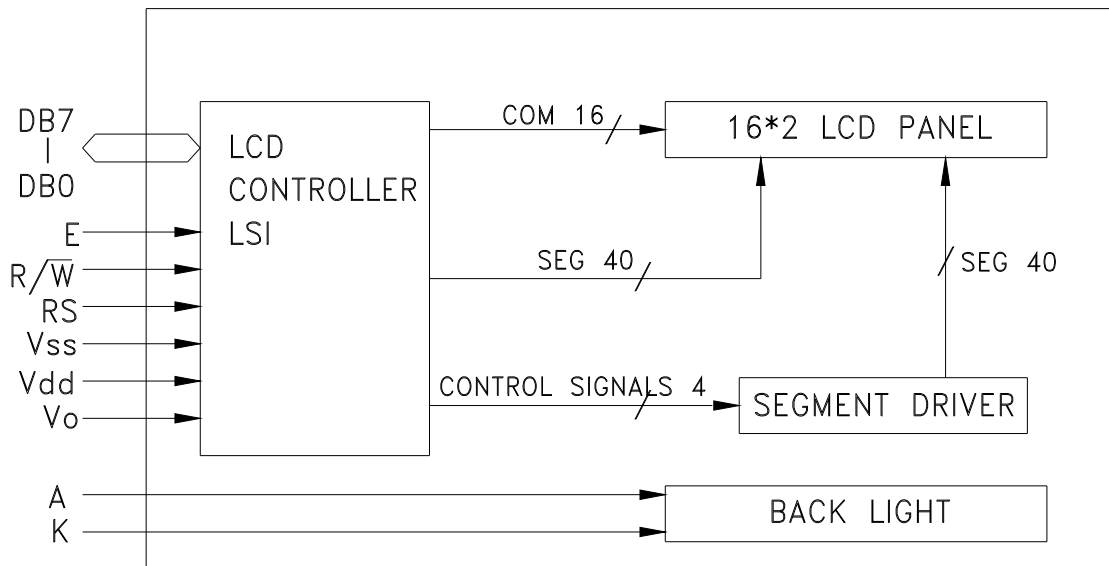 DB7
DB0
E
R/W̅
RS
Vss
Vdd
Vo
A
K
LCD
CONTROLLER
LSI
COM 16
16*2 LCD PANEL
SEG 40
SEG 40
CONTROL SIGNALS 4
SEGMENT DRIVER
BACK LIGHT